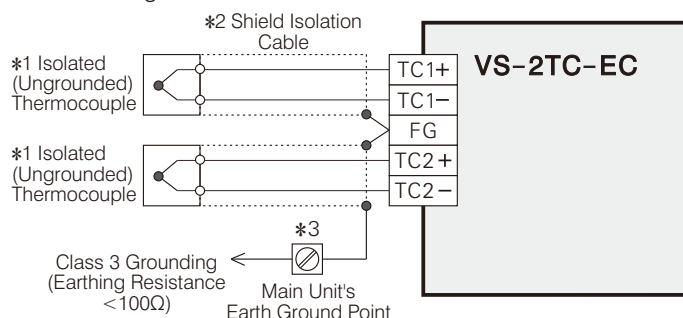 *2 Shield Isolation
Cable
*1 Isolated
(Ungrounded)
Thermocouple
TC1+
TC1−
FG
TC2+
TC2−
VS-2TC-EC
*1 Isolated
(Ungrounded)
Thermocouple
*3
Class 3 Grounding
(Earthing Resistance
<100Ω)
Main Unit's
Earth Ground Point